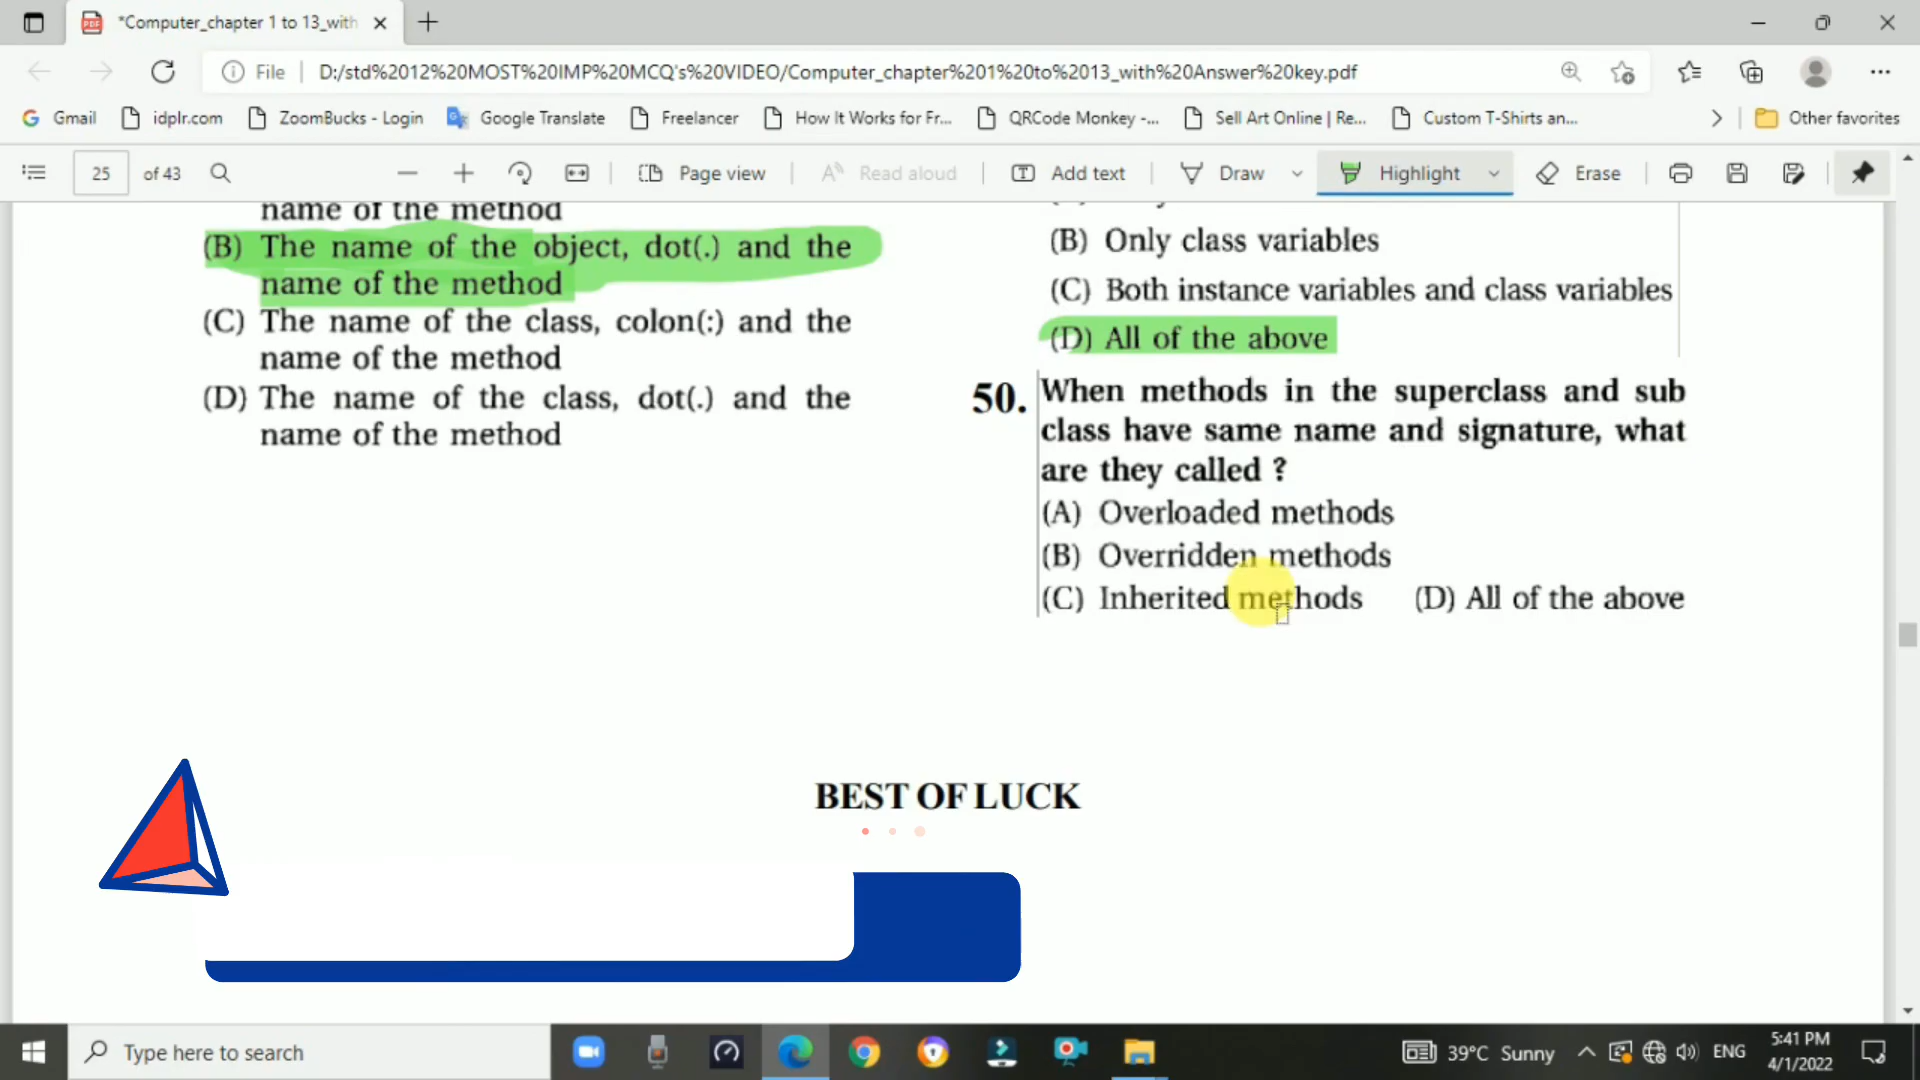 *Computer_chapter 1 to 13_with
File
D:/std%2012%20MOST%20IMP%20MCQ's%20VIDEO/Computer_chapter%201%20to%2013_with%20Answer%20key.pdf
Gmail
idplr.com
ZoomBucks - Login
Google Translate
Freelancer
How It Works for Fr...
QRCode Monkey -...
Sell Art Online | Re...
Custom T-Shirts an...
Other favorites
25 of 43
Page view
Read aloud
Add text
Draw
Highlight
Erase
name of the method
(B) The name of the object, dot(.) and the
name of the method
(C) The name of the class, colon(:) and the
name of the method
(D) The name of the class, dot(.) and the
name of the method
(B) Only class variables
(C) Both instance variables and class variables
(D) All of the above
50. When methods in the superclass and sub
class have same name and signature, what
are they called ?
(A) Overloaded methods
(B) Overridden methods
(C) Inherited methods (D) All of the above
BEST OF LUCK
Type here to search
39°C Sunny
ENG
5:41 PM
4/1/2022